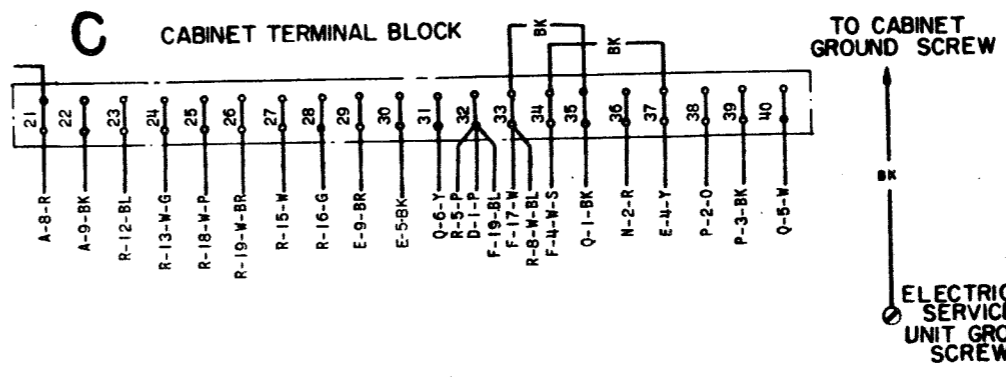 C CABINET TERMINAL BLOCK
TO CABINET
GROUND SCREW
BK
BK
21 22 23 24 25 26 27 28 29 30 31 32 33 34 35 36 37 38 39 40
BK
A-8-R
A-9-BK
R-12-BL
R-13-W-G
R-18-W-P
R-19-W-BR
R-15-W
R-16-G
E-9-BR
E-5-BK
Q-6-Y
R-5-P
D-1-P
F-19-BL
F-17-W
R-8-W-BL
F-4-W-S
Q-1-BK
N-2-R
E-4-Y
P-2-O
P-3-BK
Q-5-W
ELECTRIC
SERVICE
UNIT GRO
SCREW